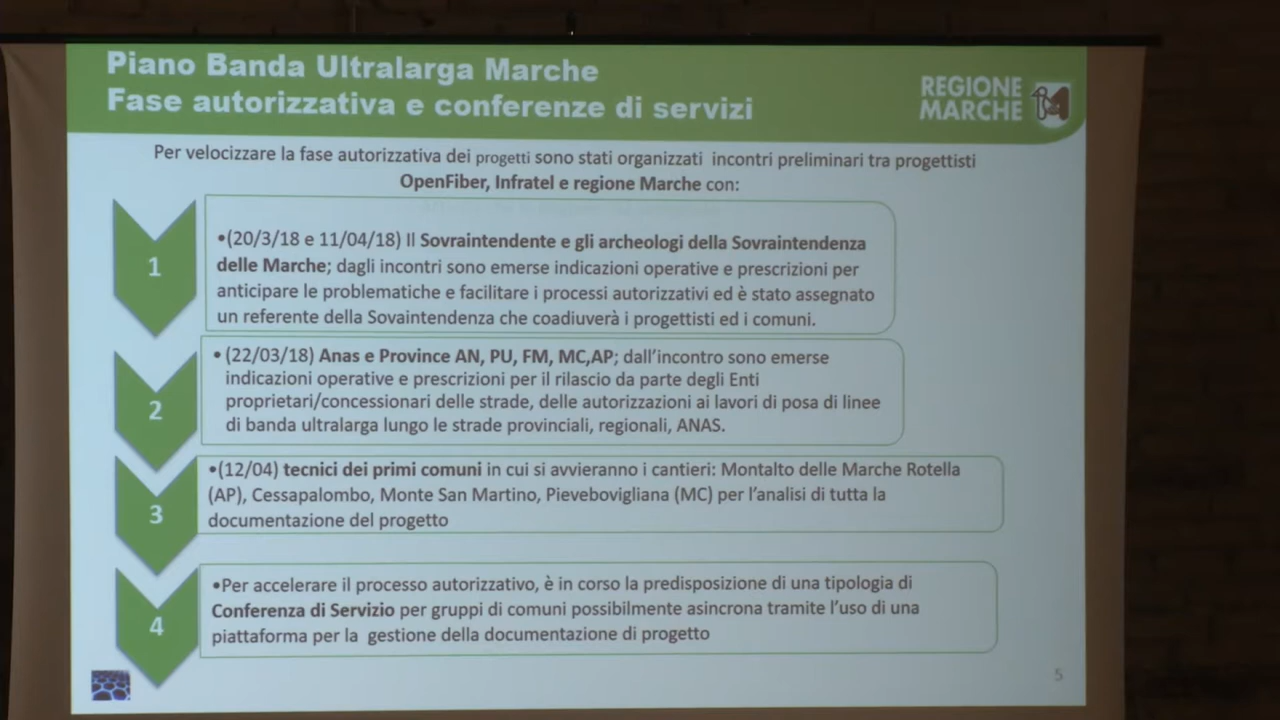 Piano Banda Ultralarga Marche
Fase autorizzativa e conferenze di servizi
REGIONE
MARCHE
Per velocizzare la fase autorizzativa dei progetti sono stati organizzati incontri preliminari tra progettisti
OpenFiber, Infratel e regione Marche con:
1
•(20/3/18 e 11/04/18) Il Sovraintendente e gli archeologi della Sovraintendenza
delle Marche; dagli incontri sono emerse indicazioni operative e prescrizioni per
anticipare le problematiche e facilitare i processi autorizzativi ed è stato assegnato
un referente della Sovaintendenza che coadiuverà i progettisti ed i comuni.
2
• (22/03/18) Anas e Province AN, PU, FM, MC,AP; dall'incontro sono emerse
indicazioni operative e prescrizioni per il rilascio da parte degli Enti
proprietari/concessionari delle strade, delle autorizzazioni ai lavori di posa di linee
di banda ultralarga lungo le strade provinciali, regionali, ANAS.
3
•(12/04) tecnici dei primi comuni in cui si avvieranno i cantieri: Montalto delle Marche Rotella
(AP), Cessapalombo, Monte San Martino, Pievebovigliana (MC) per l'analisi di tutta la
documentazione del progetto
4
•Per accelerare il processo autorizzativo, è in corso la predisposizione di una tipologia di
Conferenza di Servizio per gruppi di comuni possibilmente asincrona tramite l'uso di una
piattaforma per la gestione della documentazione di progetto
5